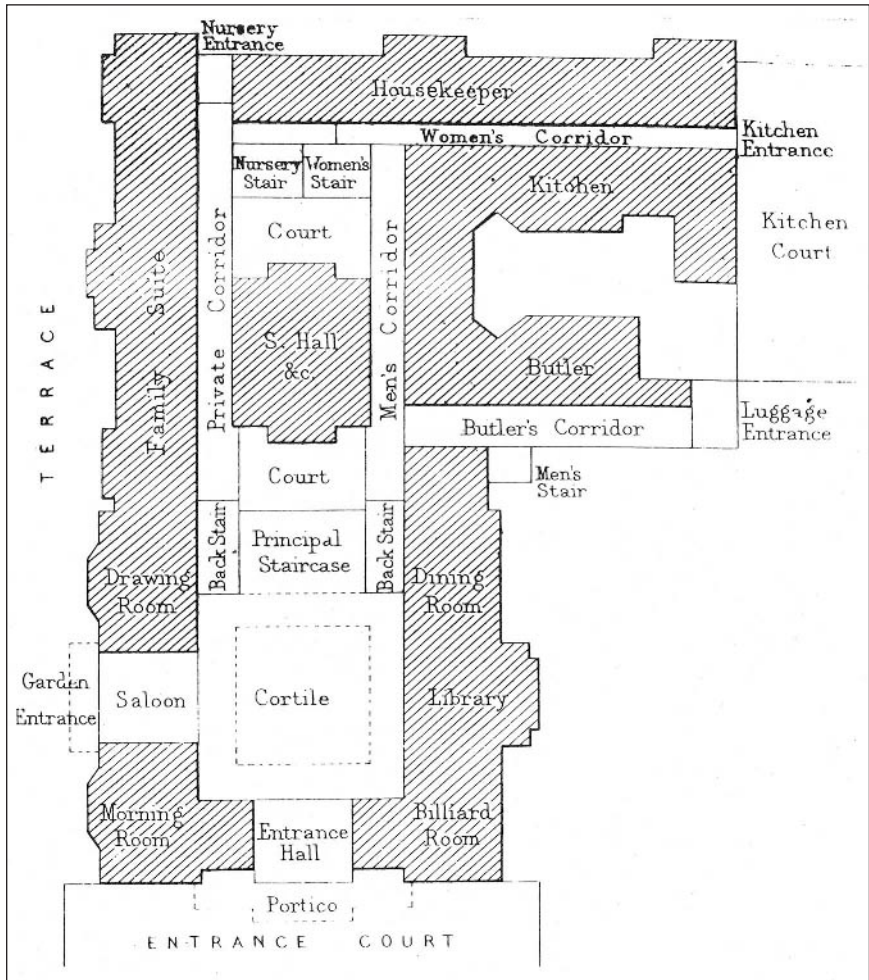 Nursery
Entrance
Housekeeper
Women's Corridor
Kitchen
Entrance
Nursery
Stair
Women's
Stair
Kitchen
Court
Kitchen
Court
Private Corridor
Men's Corridor
Family Suite
TERRACE
S. Hall
&c.
Butler
Butler's Corridor
Luggage
Entrance
Court
Men's
Stair
Back Stair
Principal
Staircase
Back Stair
Drawing
Room
Dining
Room
Garden
Entrance
Saloon
Cortile
Library
Morning
Room
Entrance
Hall
Billiard
Room
Portico
ENTRANCE COURT